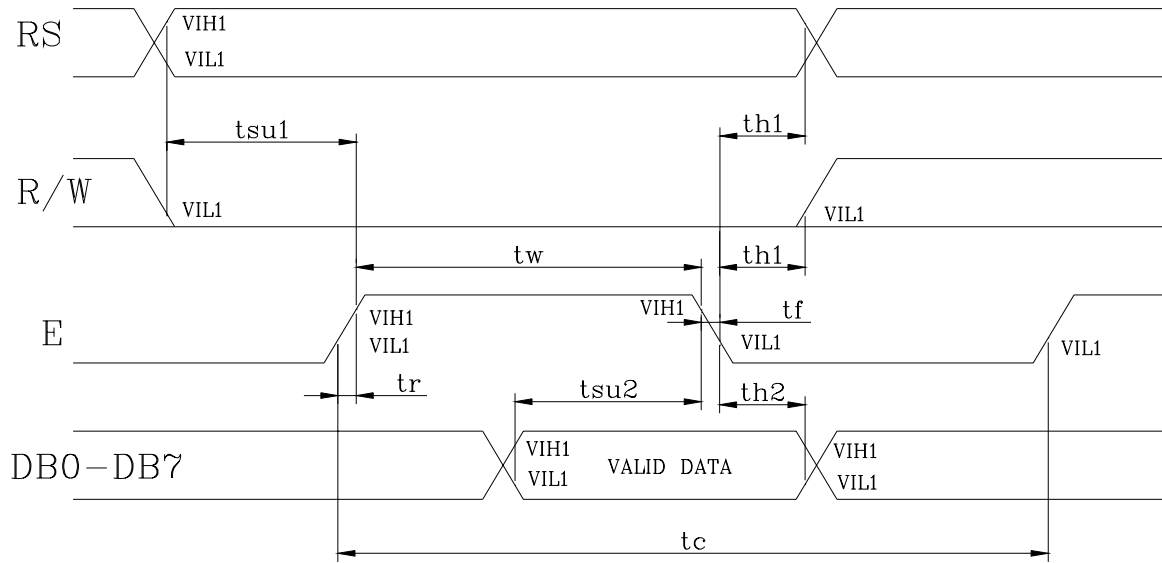 RS
VIH1
VIL1
tsu1
th1
R/W
VIL1
VIL1
tw
th1
E
VIH1
VIL1
VIH1
tf
VIL1
VIL1
tr
tsu2
th2
DB0-DB7
VIH1
VIL1
VALID DATA
VIH1
VIL1
tc